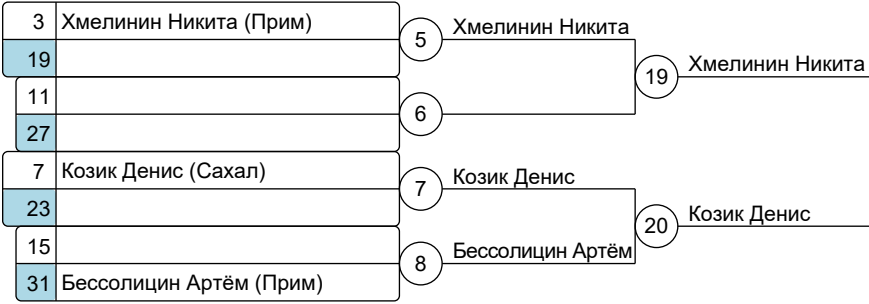 3 Хмелинин Никита (Прим)
5 Хмелинин Никита
19
19 Хмелинин Никита
11
6
27
7 Козик Денис (Сахал)
7 Козик Денис
23
20 Козик Денис
15
8 Бессолицин Артём
31 Бессолицин Артём (Прим)